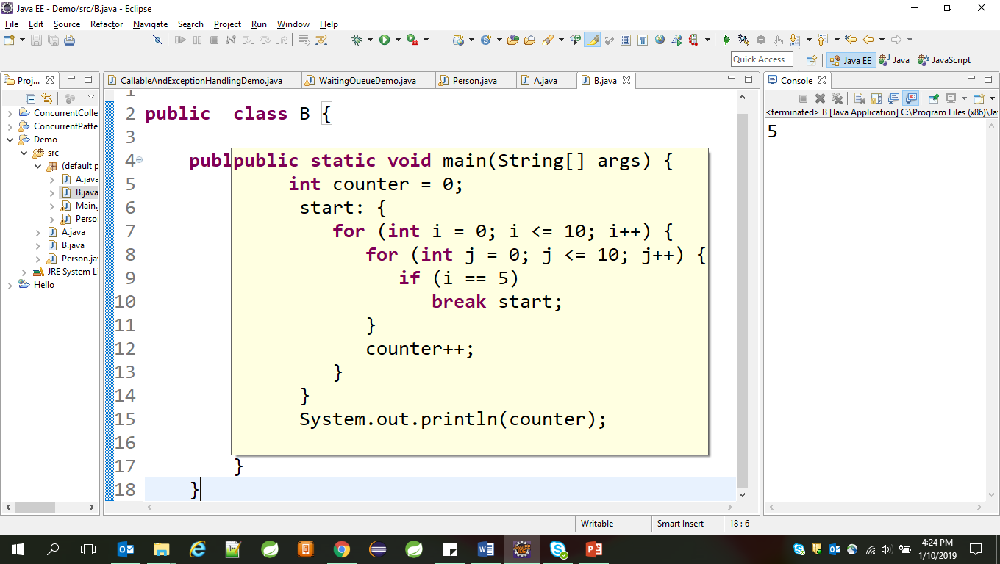 Java EE - Demo/src/B.java - Eclipse
File Edit Source Refactor Navigate Search Project Run Window Help
Quick Access
Java EE Java JavaScript
Proj...
CallableAndExceptionHandlingDemo.java WaitingQueueDemo.java Person.java A.java B.java
Console
ConcurrentColle
ConcurrentPatte
Demo
src
(default p
A.java
B.java
Main.
Perso
A.java
B.java
Person.ja
JRE System L
Hello
1
2 public class B {
3
4 publpublic static void main(String[] args) {
5 int counter = 0;
6 start: {
7 for (int i = 0; i <= 10; i++) {
8 for (int j = 0; j <= 10; j++) {
9 if (i == 5)
10 break start;
11 }
12 counter++;
13 }
14 }
15 System.out.println(counter);
16
17 }
18 }
<terminated> B [Java Application] C:\Program Files (x86)\Ja
5
Writable Smart Insert 18 : 6
4:24 PM
1/10/2019